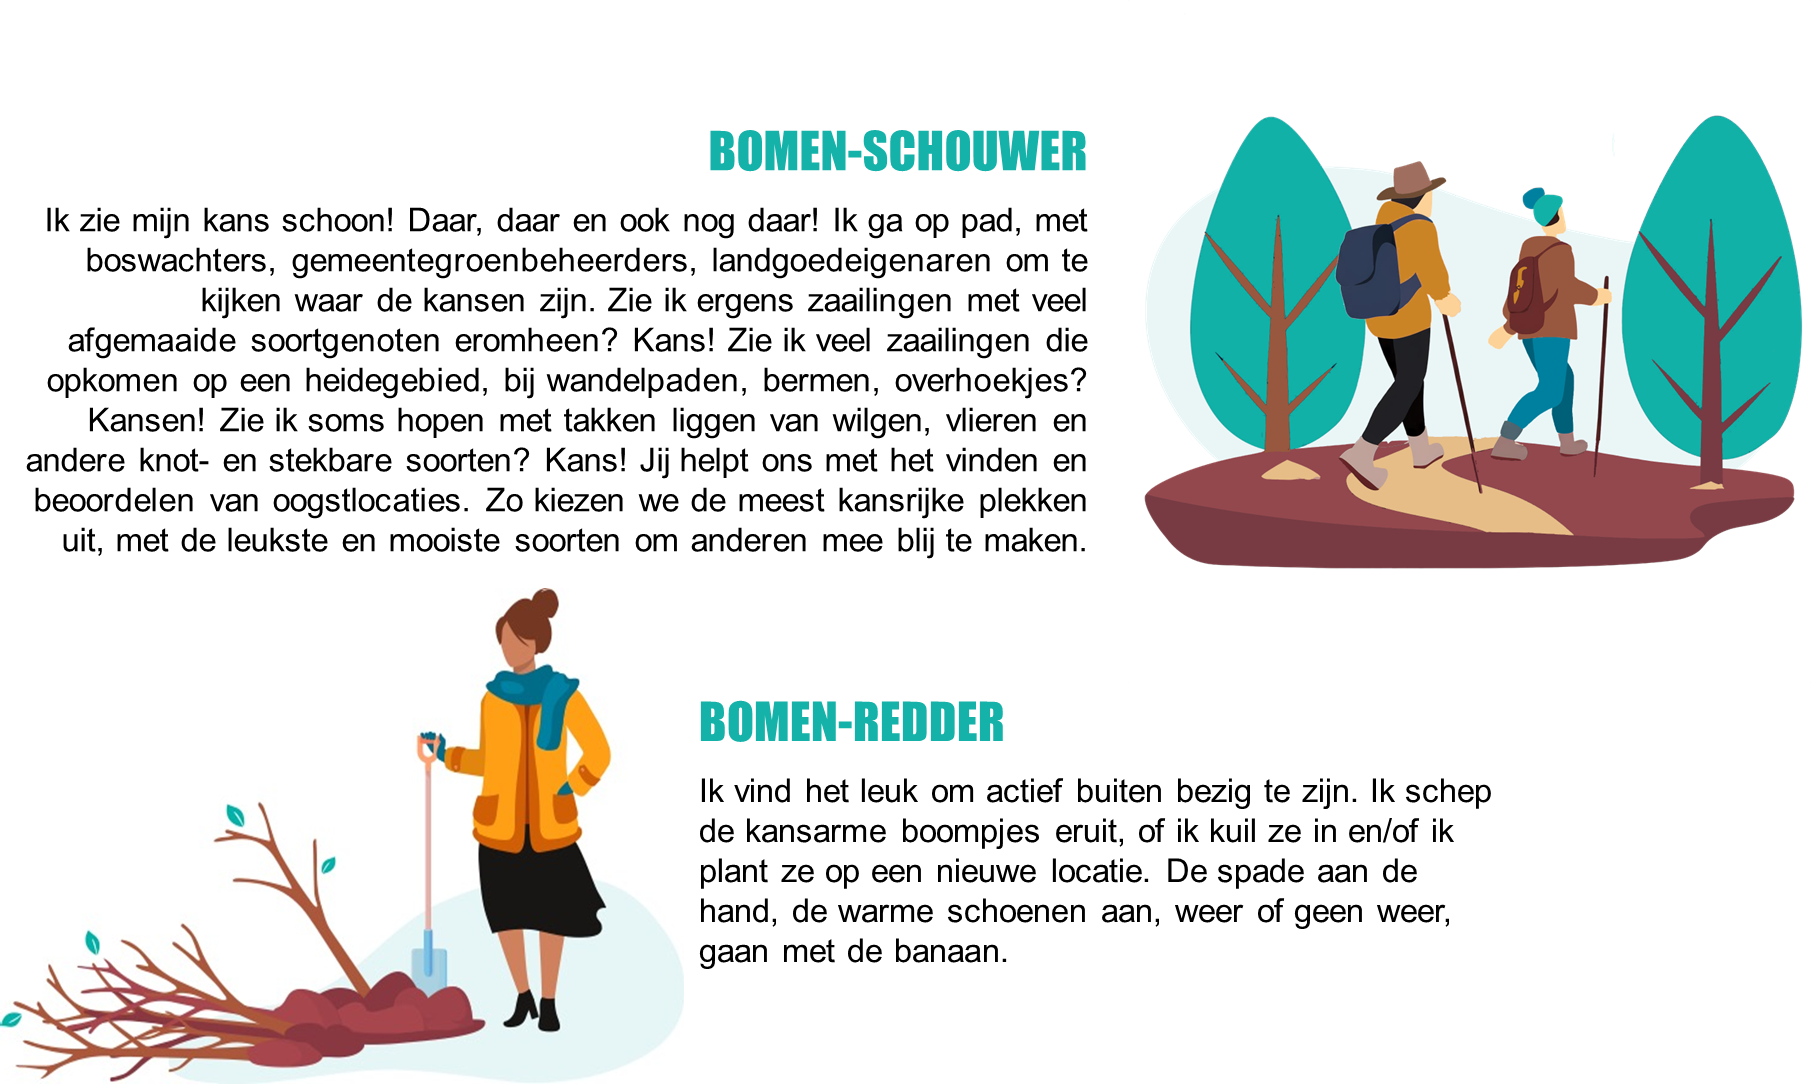 BOMEN-SCHOUWER
Ik zie mijn kans schoon! Daar, daar en ook nog daar! Ik ga op pad, met
boswachters, gemeentegroenbeheerders, landgoedeigenaren om te
kijken waar de kansen zijn. Zie ik ergens zaailingen met veel
afgemaaide soortgenoten eromheen? Kans! Zie ik veel zaailingen die
opkomen op een heidegebied, bij wandelpaden, bermen, overhoekjes?
Kansen! Zie ik soms hopen met takken liggen van wilgen, vlieren en
andere knot- en stekbare soorten? Kans! Jij helpt ons met het vinden en
beoordelen van oogstlocaties. Zo kiezen we de meest kansrijke plekken
uit, met de leukste en mooiste soorten om anderen mee blij te maken.
BOMEN-REDDER
Ik vind het leuk om actief buiten bezig te zijn. Ik schep
de kansarme boompjes eruit, of ik kuil ze in en/of ik
plant ze op een nieuwe locatie. De spade aan de
hand, de warme schoenen aan, weer of geen weer,
gaan met de banaan.